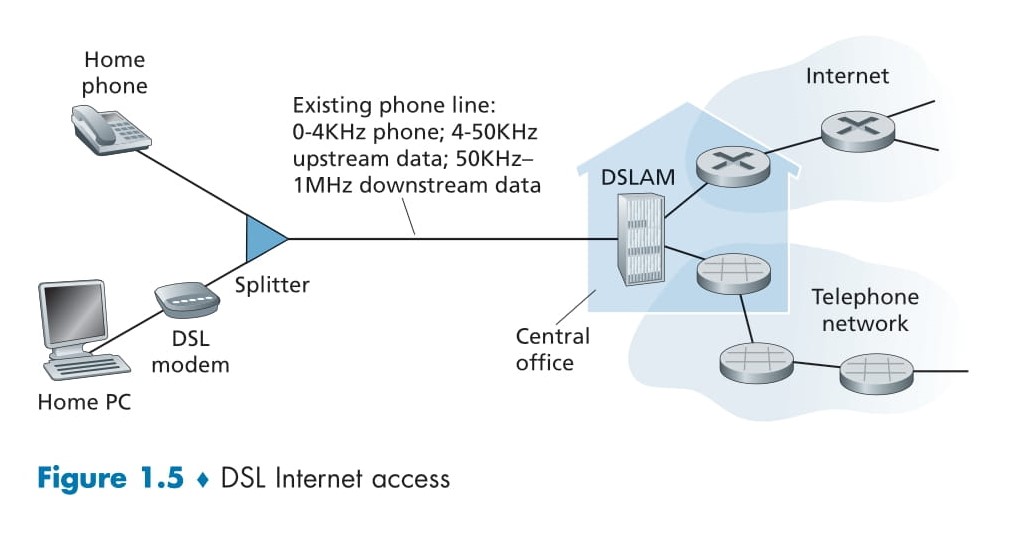 Home
phone
Existing phone line:
0-4KHz phone; 4-50KHz
upstream data; 50KHz–
1MHz downstream data
Internet
DSLAM
Splitter
DSL
modem
Home PC
Central
office
Telephone
network
Figure 1.5 ♦ DSL Internet access